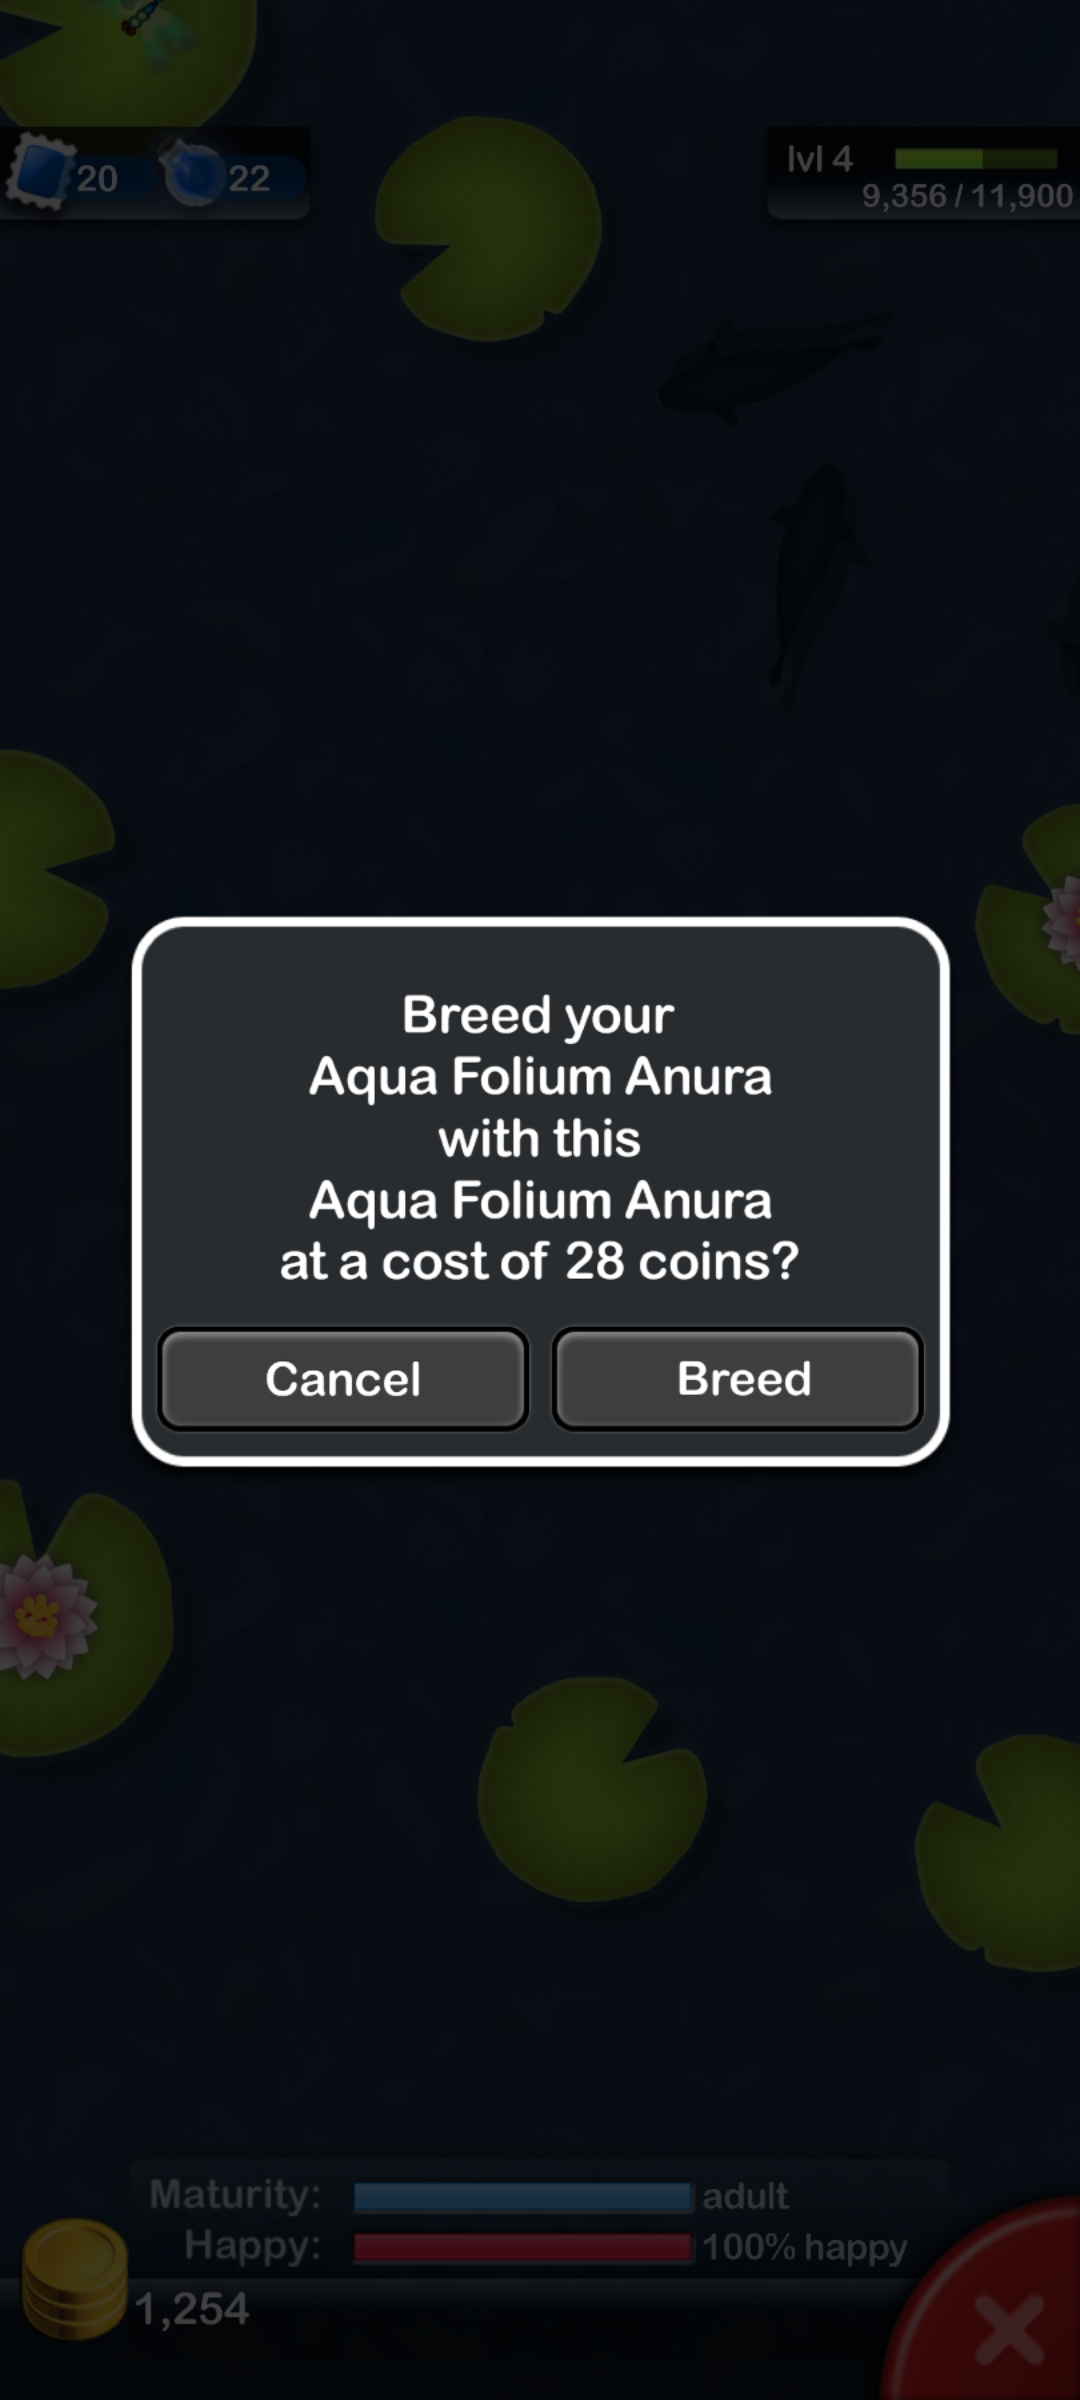 20
22
lvl 4
9,356 / 11,900
Breed your
Aqua Folium Anura
with this
Aqua Folium Anura
at a cost of 28 coins?
Cancel
Breed
Maturity:
adult
Happy:
100% happy
1,254